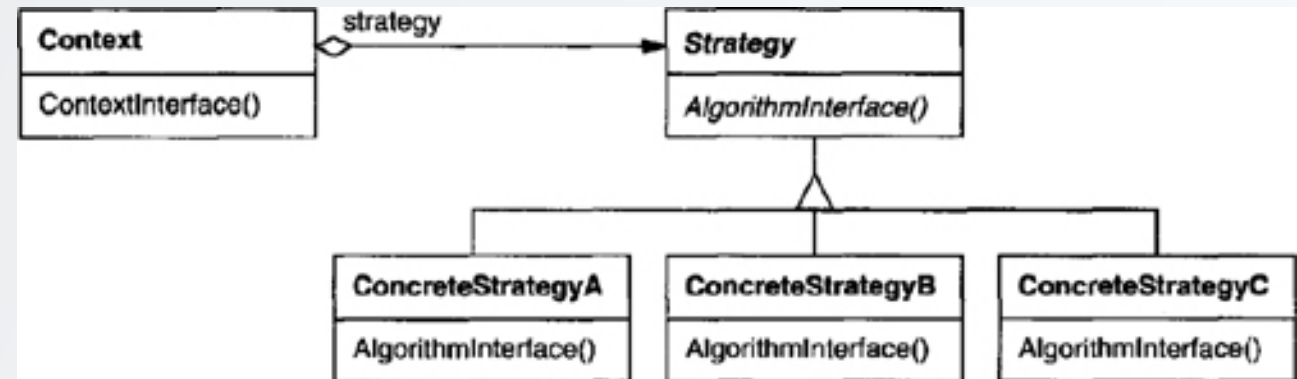 strategy
Context
Strategy
ContextInterface()
AlgorithmInterface()
ConcreteStrategyA
ConcreteStrategyB
ConcreteStrategyC
AlgorithmInterface()
AlgorithmInterface()
AlgorithmInterface()